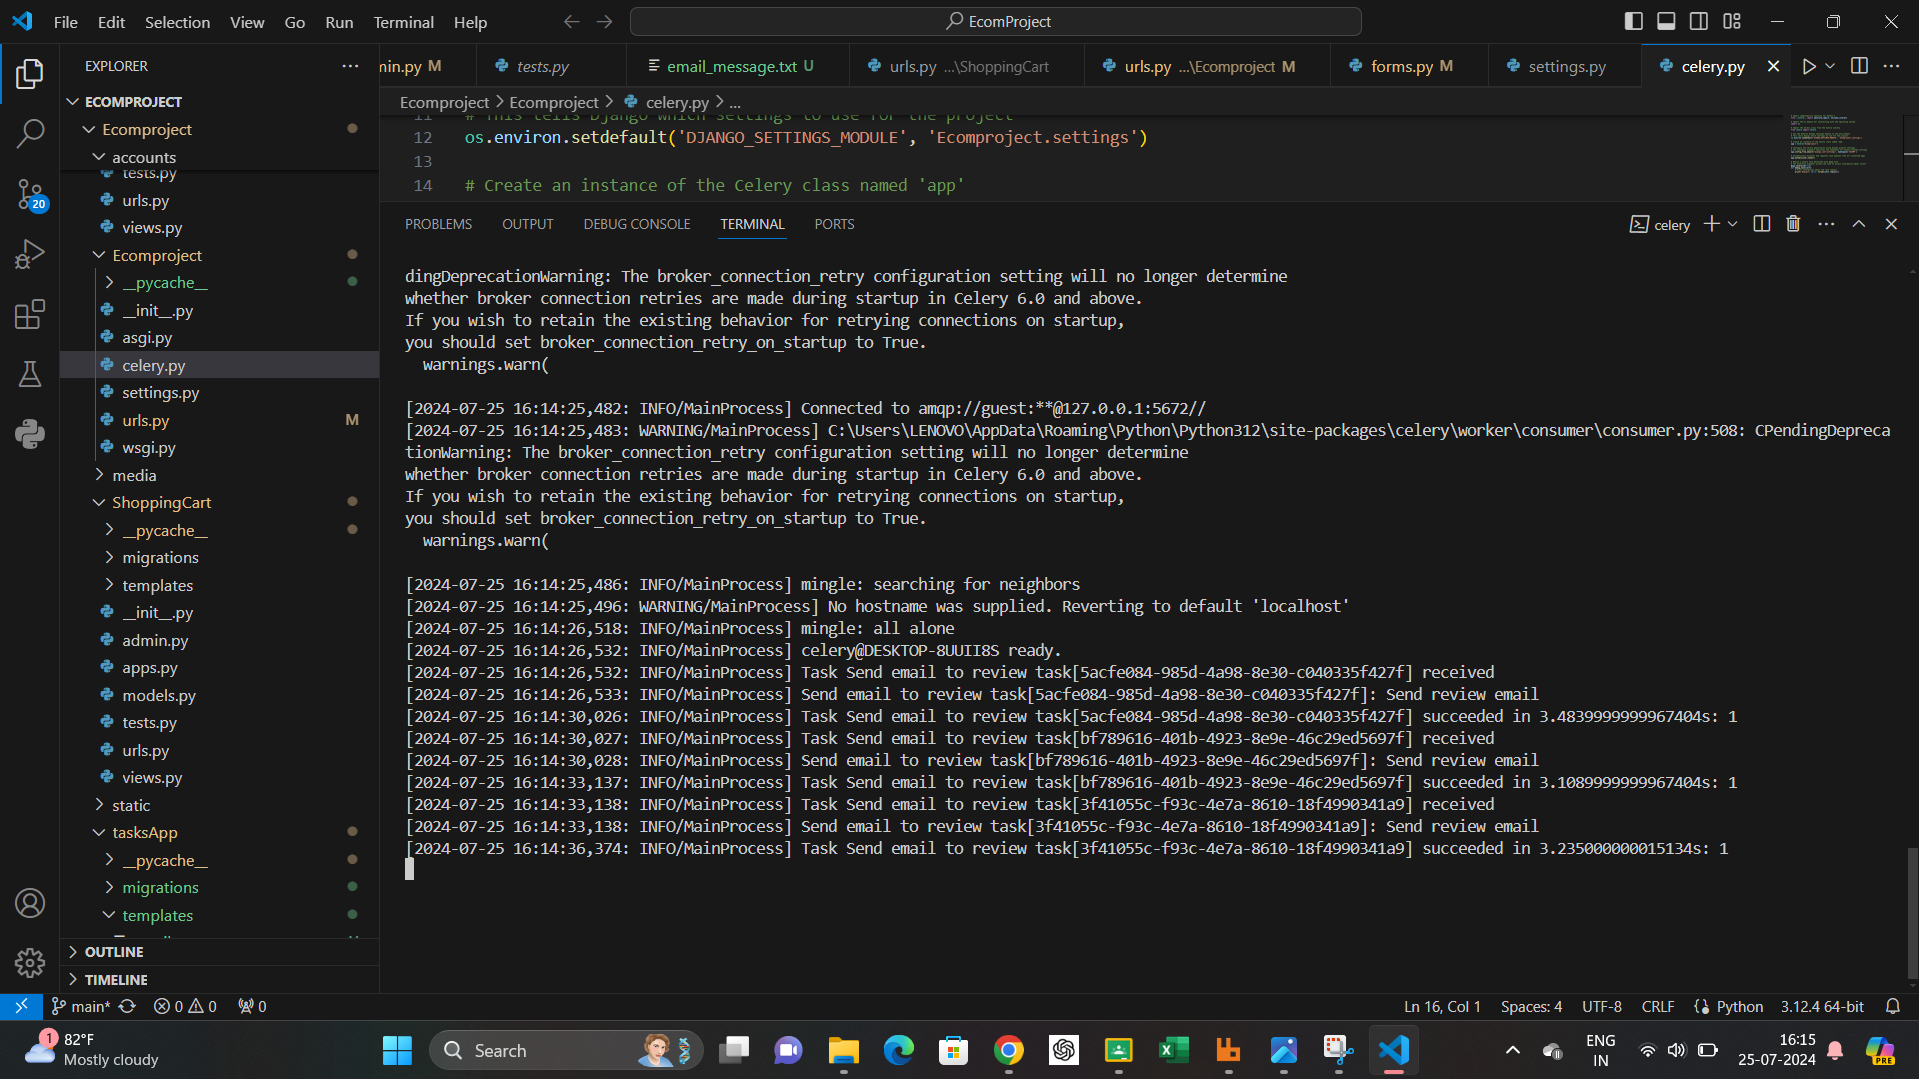 File Edit Selection View Go Run Terminal Help
EcomProject
EXPLORER
min.py M
tests.py
email_message.txt U
urls.py ...\ShoppingCart
urls.py ...\Ecomproject M
forms.py M
settings.py
celery.py
ECOMPROJECT
Ecomproject
accounts
tests.py
urls.py
views.py
Ecomproject
__pycache__
__init__.py
asgi.py
celery.py
settings.py
urls.py M
wsgi.py
media
ShoppingCart
__pycache__
migrations
templates
__init__.py
admin.py
apps.py
models.py
tests.py
urls.py
views.py
static
tasksApp
__pycache__
migrations
templates
OUTLINE
TIMELINE
20
Ecomproject > Ecomproject > celery.py > ...
11 # This tells Django which settings to use for the project
12 os.environ.setdefault('DJANGO_SETTINGS_MODULE', 'Ecomproject.settings')
13
14 # Create an instance of the Celery class named 'app'
PROBLEMS OUTPUT DEBUG CONSOLE TERMINAL PORTS
celery
dingDeprecationWarning: The broker_connection_retry configuration setting will no longer determine
whether broker connection retries are made during startup in Celery 6.0 and above.
If you wish to retain the existing behavior for retrying connections on startup,
you should set broker_connection_retry_on_startup to True.
warnings.warn(
[2024-07-25 16:14:25,482: INFO/MainProcess] Connected to amqp://guest:**@127.0.0.1:5672//
[2024-07-25 16:14:25,483: WARNING/MainProcess] C:\Users\LENOVO\AppData\Roaming\Python\Python312\site-packages\celery\worker\consumer\consumer.py:508: CPendingDepreca
tionWarning: The broker_connection_retry configuration setting will no longer determine
whether broker connection retries are made during startup in Celery 6.0 and above.
If you wish to retain the existing behavior for retrying connections on startup,
you should set broker_connection_retry_on_startup to True.
warnings.warn(
[2024-07-25 16:14:25,486: INFO/MainProcess] mingle: searching for neighbors
[2024-07-25 16:14:25,496: WARNING/MainProcess] No hostname was supplied. Reverting to default 'localhost'
[2024-07-25 16:14:26,518: INFO/MainProcess] mingle: all alone
[2024-07-25 16:14:26,532: INFO/MainProcess] celery@DESKTOP-8UUII8S ready.
[2024-07-25 16:14:26,532: INFO/MainProcess] Task Send email to review task[5acfe084-985d-4a98-8e30-c040335f427f] received
[2024-07-25 16:14:26,533: INFO/MainProcess] Send email to review task[5acfe084-985d-4a98-8e30-c040335f427f]: Send review email
[2024-07-25 16:14:30,026: INFO/MainProcess] Task Send email to review task[5acfe084-985d-4a98-8e30-c040335f427f] succeeded in 3.4839999999967404s: 1
[2024-07-25 16:14:30,027: INFO/MainProcess] Task Send email to review task[bf789616-401b-4923-8e9e-46c29ed5697f] received
[2024-07-25 16:14:30,028: INFO/MainProcess] Send email to review task[bf789616-401b-4923-8e9e-46c29ed5697f]: Send review email
[2024-07-25 16:14:33,137: INFO/MainProcess] Task Send email to review task[bf789616-401b-4923-8e9e-46c29ed5697f] succeeded in 3.1089999999967404s: 1
[2024-07-25 16:14:33,138: INFO/MainProcess] Task Send email to review task[3f41055c-f93c-4e7a-8610-18f4990341a9] received
[2024-07-25 16:14:33,138: INFO/MainProcess] Send email to review task[3f41055c-f93c-4e7a-8610-18f4990341a9]: Send review email
[2024-07-25 16:14:36,374: INFO/MainProcess] Task Send email to review task[3f41055c-f93c-4e7a-8610-18f4990341a9] succeeded in 3.235000000015134s: 1
main* 0 0 0
Ln 16, Col 1 Spaces: 4 UTF-8 CRLF Python 3.12.4 64-bit
1
82°F
Mostly cloudy
Search
ENG
IN
16:15
25-07-2024
PRE